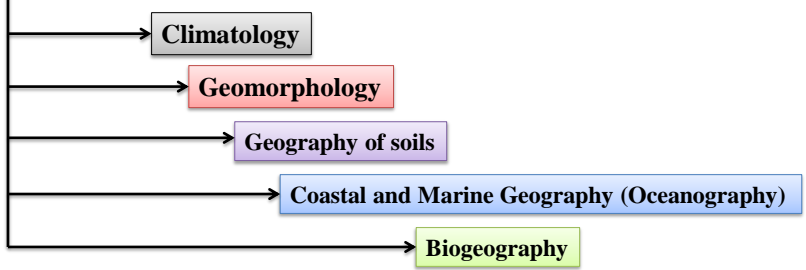 Climatology
Geomorphology
Geography of soils
Coastal and Marine Geography (Oceanography)
Biogeography